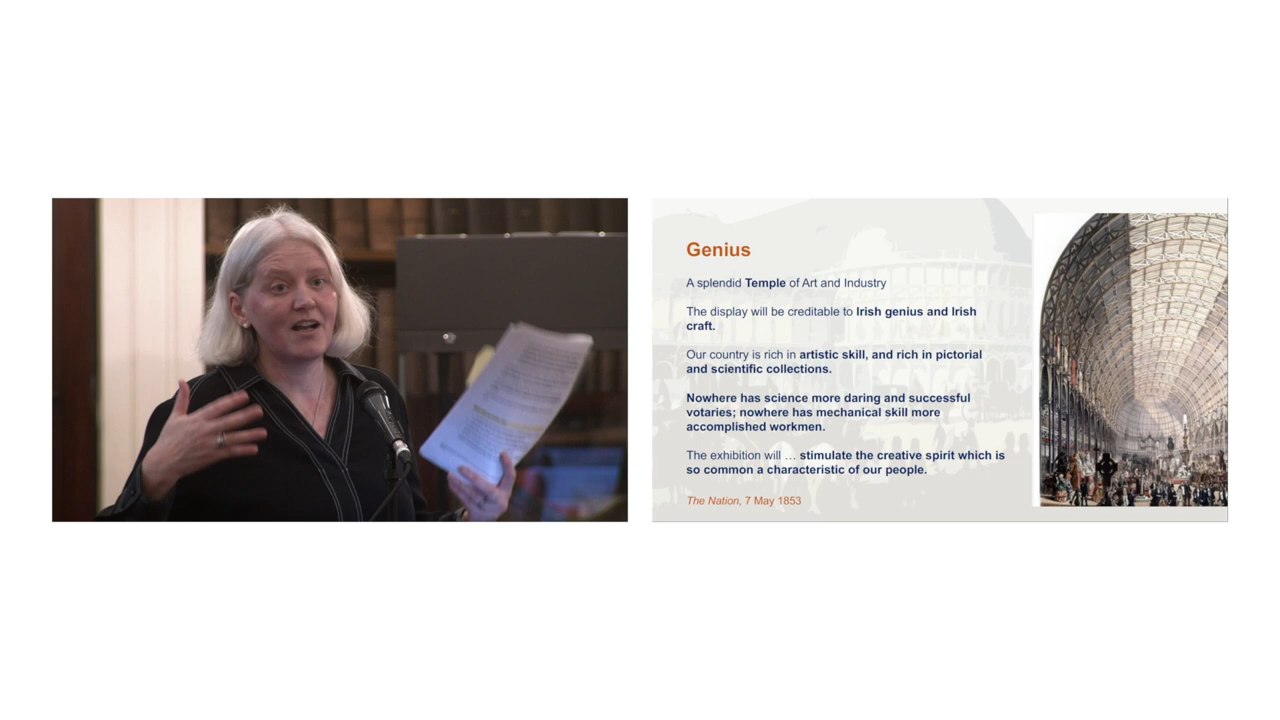 Genius
A splendid Temple of Art and Industry
The display will be creditable to Irish genius and Irish
craft.
Our country is rich in artistic skill, and rich in pictorial
and scientific collections.
Nowhere has science more daring and successful
votaries; nowhere has mechanical skill more
accomplished workmen.
The exhibition will … stimulate the creative spirit which is
so common a characteristic of our people.
The Nation, 7 May 1853